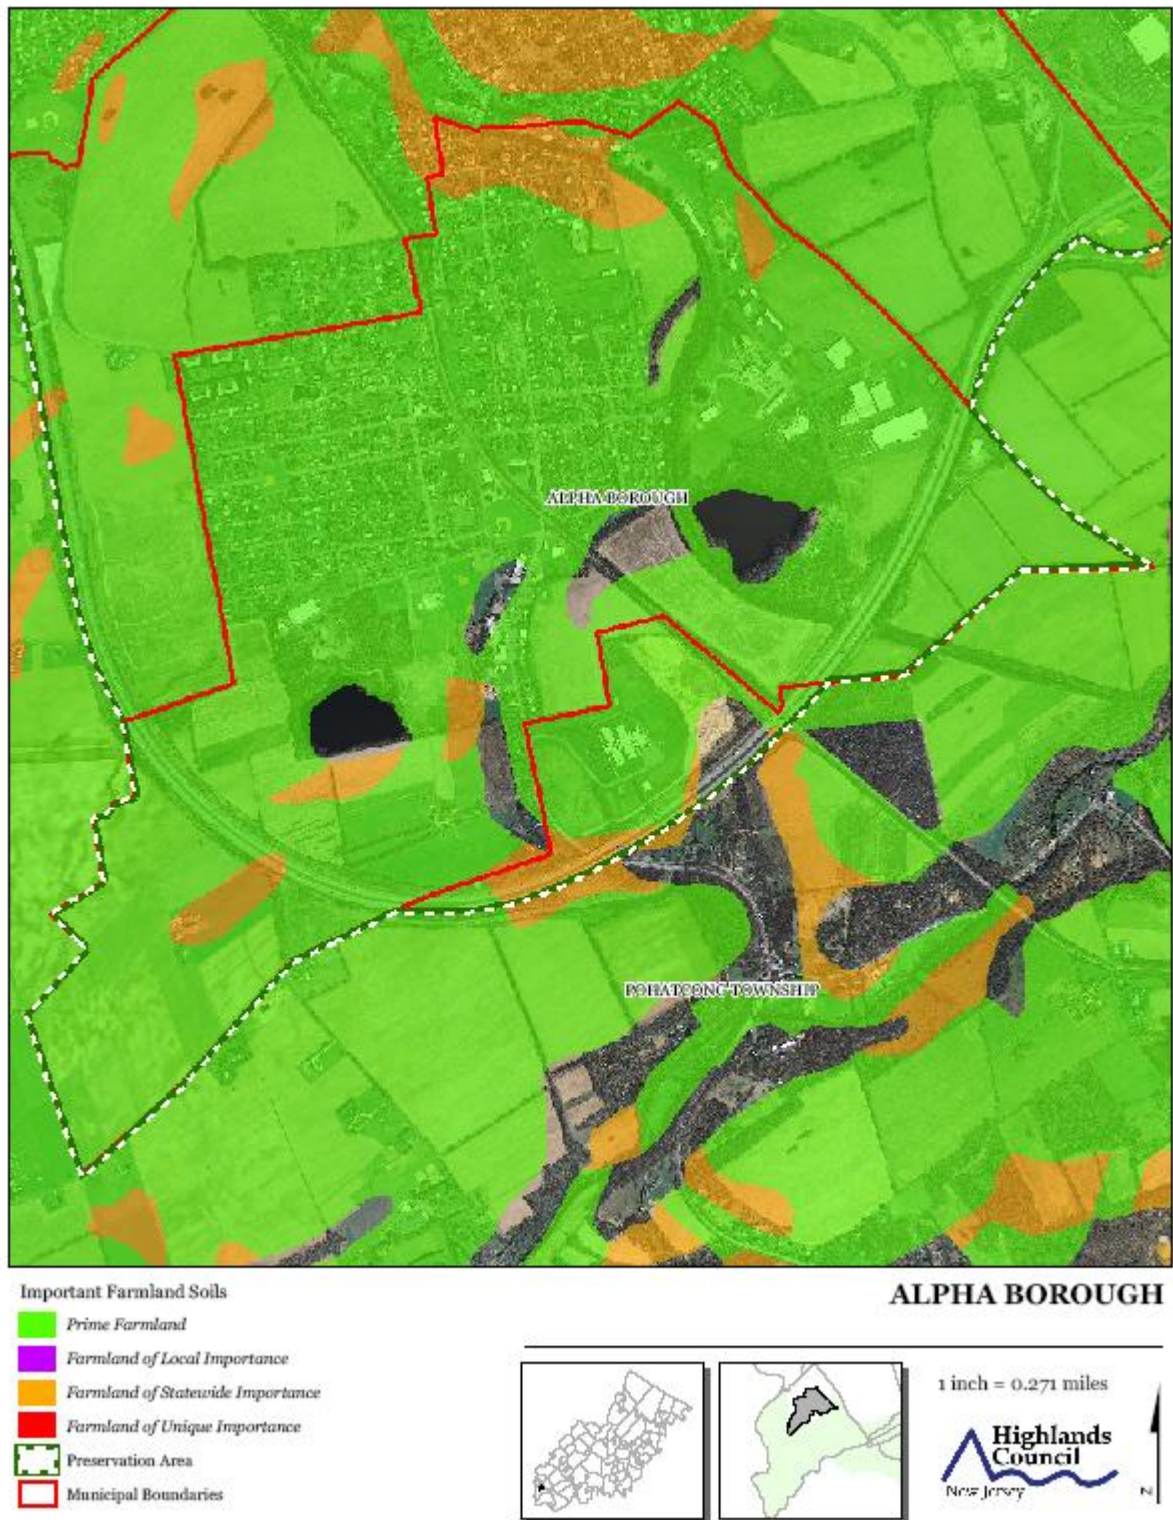 ALPHA BOROUGH
POHATCONG TOWNSHIP
Important Farmland Soils
Prime Farmland
Farmland of Local Importance
Farmland of Statewide Importance
Farmland of Unique Importance
Preservation Area
Municipal Boundaries
ALPHA BOROUGH
1 inch = 0.271 miles
Highlands
Council
New Jersey
N